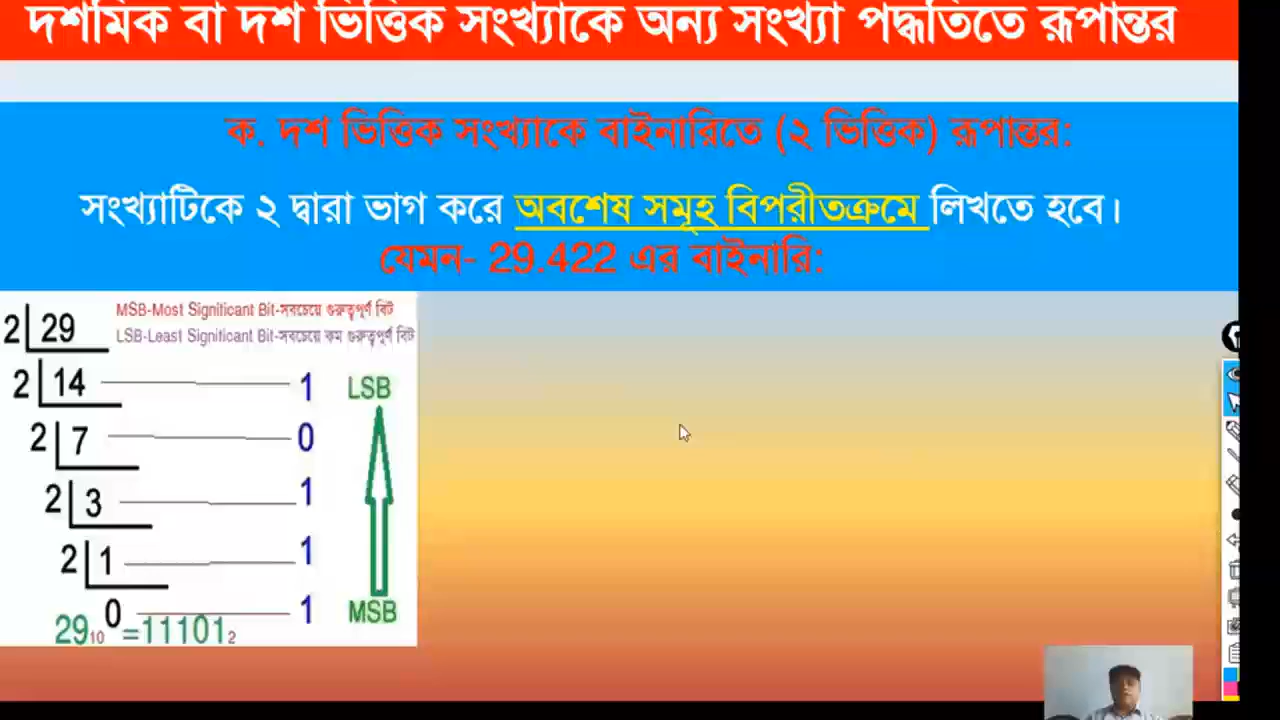 দশমিক বা দশ ভিত্তিক সংখ্যাকে অন্য সংখ্যা পদ্ধতিতে রূপান্তর
ক. দশ ভিত্তিক সংখ্যাকে বাইনারিতে (২ ভিত্তিক) রূপান্তর:
সংখ্যাটিকে ২ দ্বারা ভাগ করে অবশেষ সমূহ বিপরীতক্রমে লিখতে হবে।
যেমন- 29.422 এর বাইনারি:
MSB-Most Significant Bit-সবচেয়ে গুরুত্বপূর্ণ বিট
LSB-Least Significant Bit-সবচেয়ে কম গুরুত্বপূর্ণ বিট
2 29
2 14 1 LSB
2 7 0
2 3 1
2 1 1
0 1 MSB
29₁₀ =11101₂